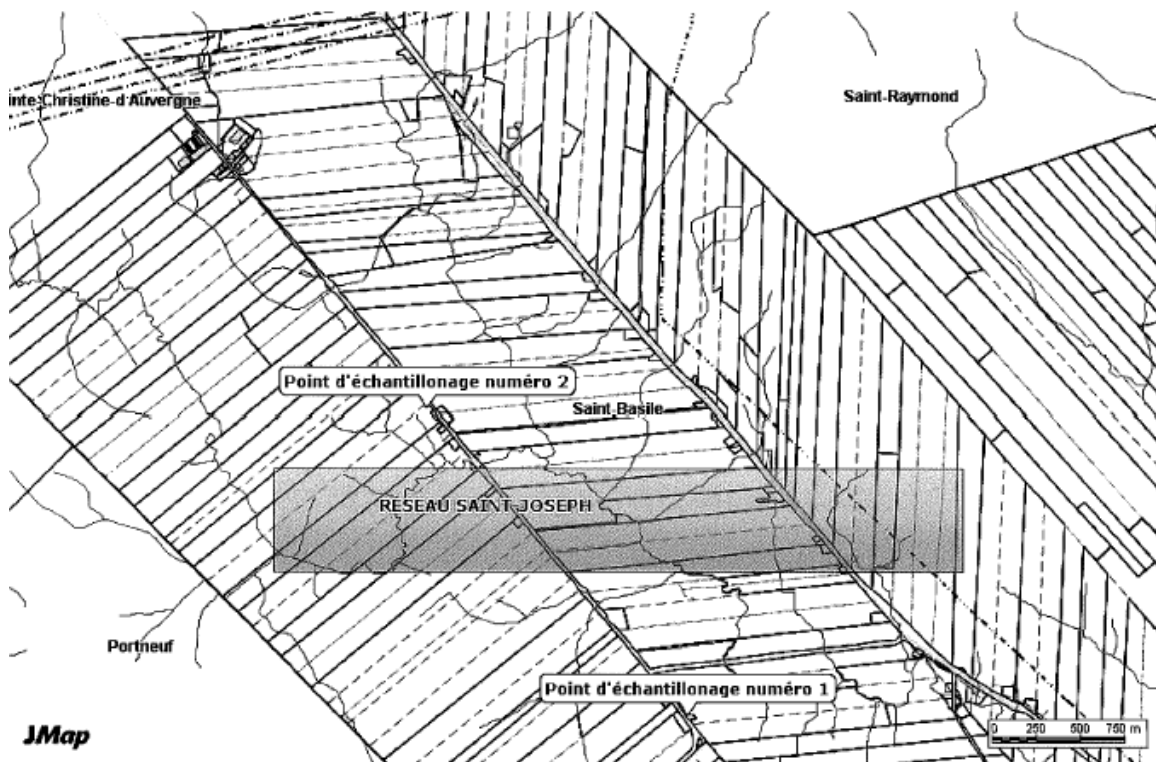 inte-Christine-d'Auvergne
Saint-Raymond
Point d'échantillonage numéro 2
Saint-Basile
RÉSEAU SAINT-JOSEPH
Portneuf
Point d'échantillonage numéro 1
JMap
0 250 500 750 m